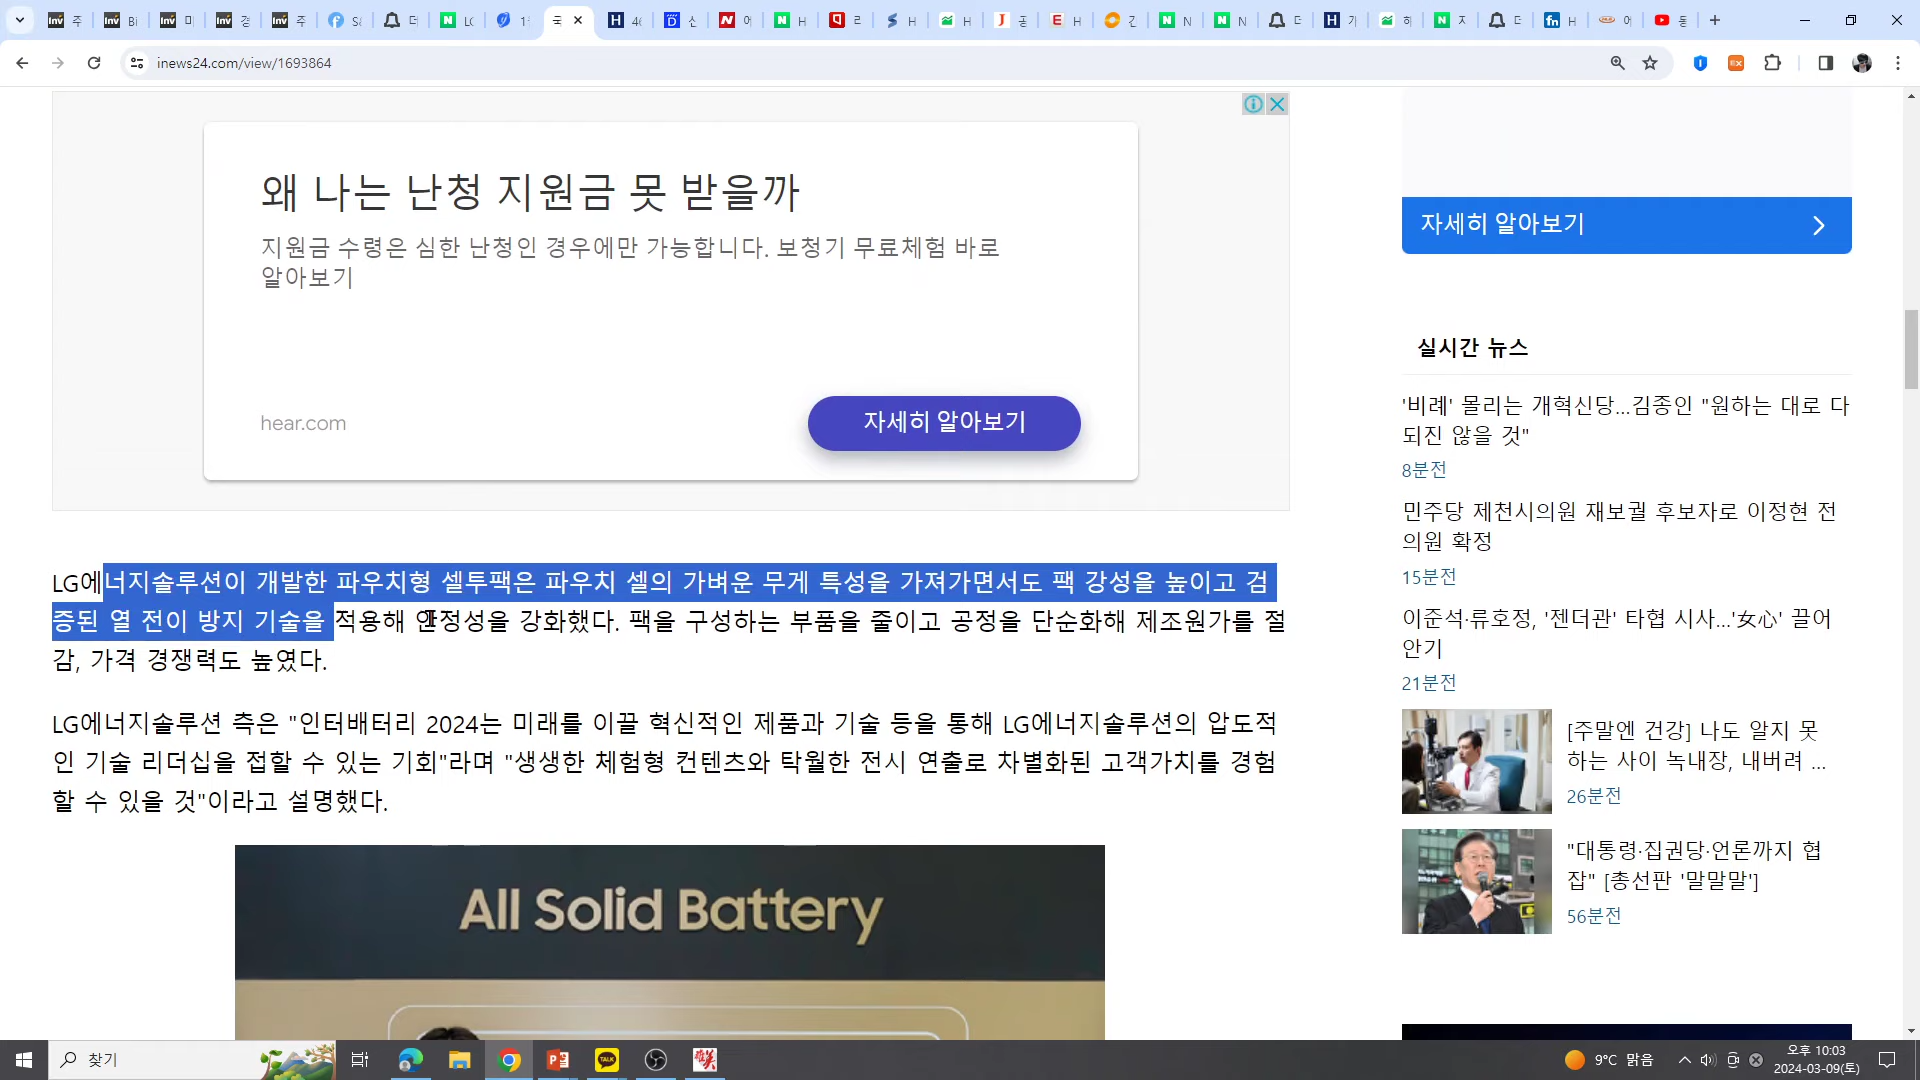 inews24.com/view/1693864
왜 나는 난청 지원금 못 받을까
지원금 수령은 심한 난청인 경우에만 가능합니다. 보청기 무료체험 바로
알아보기
hear.com
자세히 알아보기
LG에너지솔루션이 개발한 파우치형 셀투팩은 파우치 셀의 가벼운 무게 특성을 가져가면서도 팩 강성을 높이고 검
증된 열 전이 방지 기술을 적용해 안정성을 강화했다. 팩을 구성하는 부품을 줄이고 공정을 단순화해 제조원가를 절
감, 가격 경쟁력도 높였다.
LG에너지솔루션 측은 "인터배터리 2024는 미래를 이끌 혁신적인 제품과 기술 등을 통해 LG에너지솔루션의 압도적
인 기술 리더십을 접할 수 있는 기회"라며 "생생한 체험형 컨텐츠와 탁월한 전시 연출로 차별화된 고객가치를 경험
할 수 있을 것"이라고 설명했다.
All Solid Battery
자세히 알아보기
실시간 뉴스
'비례' 몰리는 개혁신당…김종인 "원하는 대로 다
되진 않을 것"
8분전
민주당 제천시의원 재보궐 후보자로 이정현 전
의원 확정
15분전
이준석·류호정, '젠더관' 타협 시사…'女心' 끌어
안기
21분전
[주말엔 건강] 나도 알지 못
하는 사이 녹내장, 내버려 ...
26분전
"대통령·집권당·언론까지 협
잡" [총선판 '말말말']
56분전
찾기
9°C 맑음
오후 10:03
2024-03-09(토)